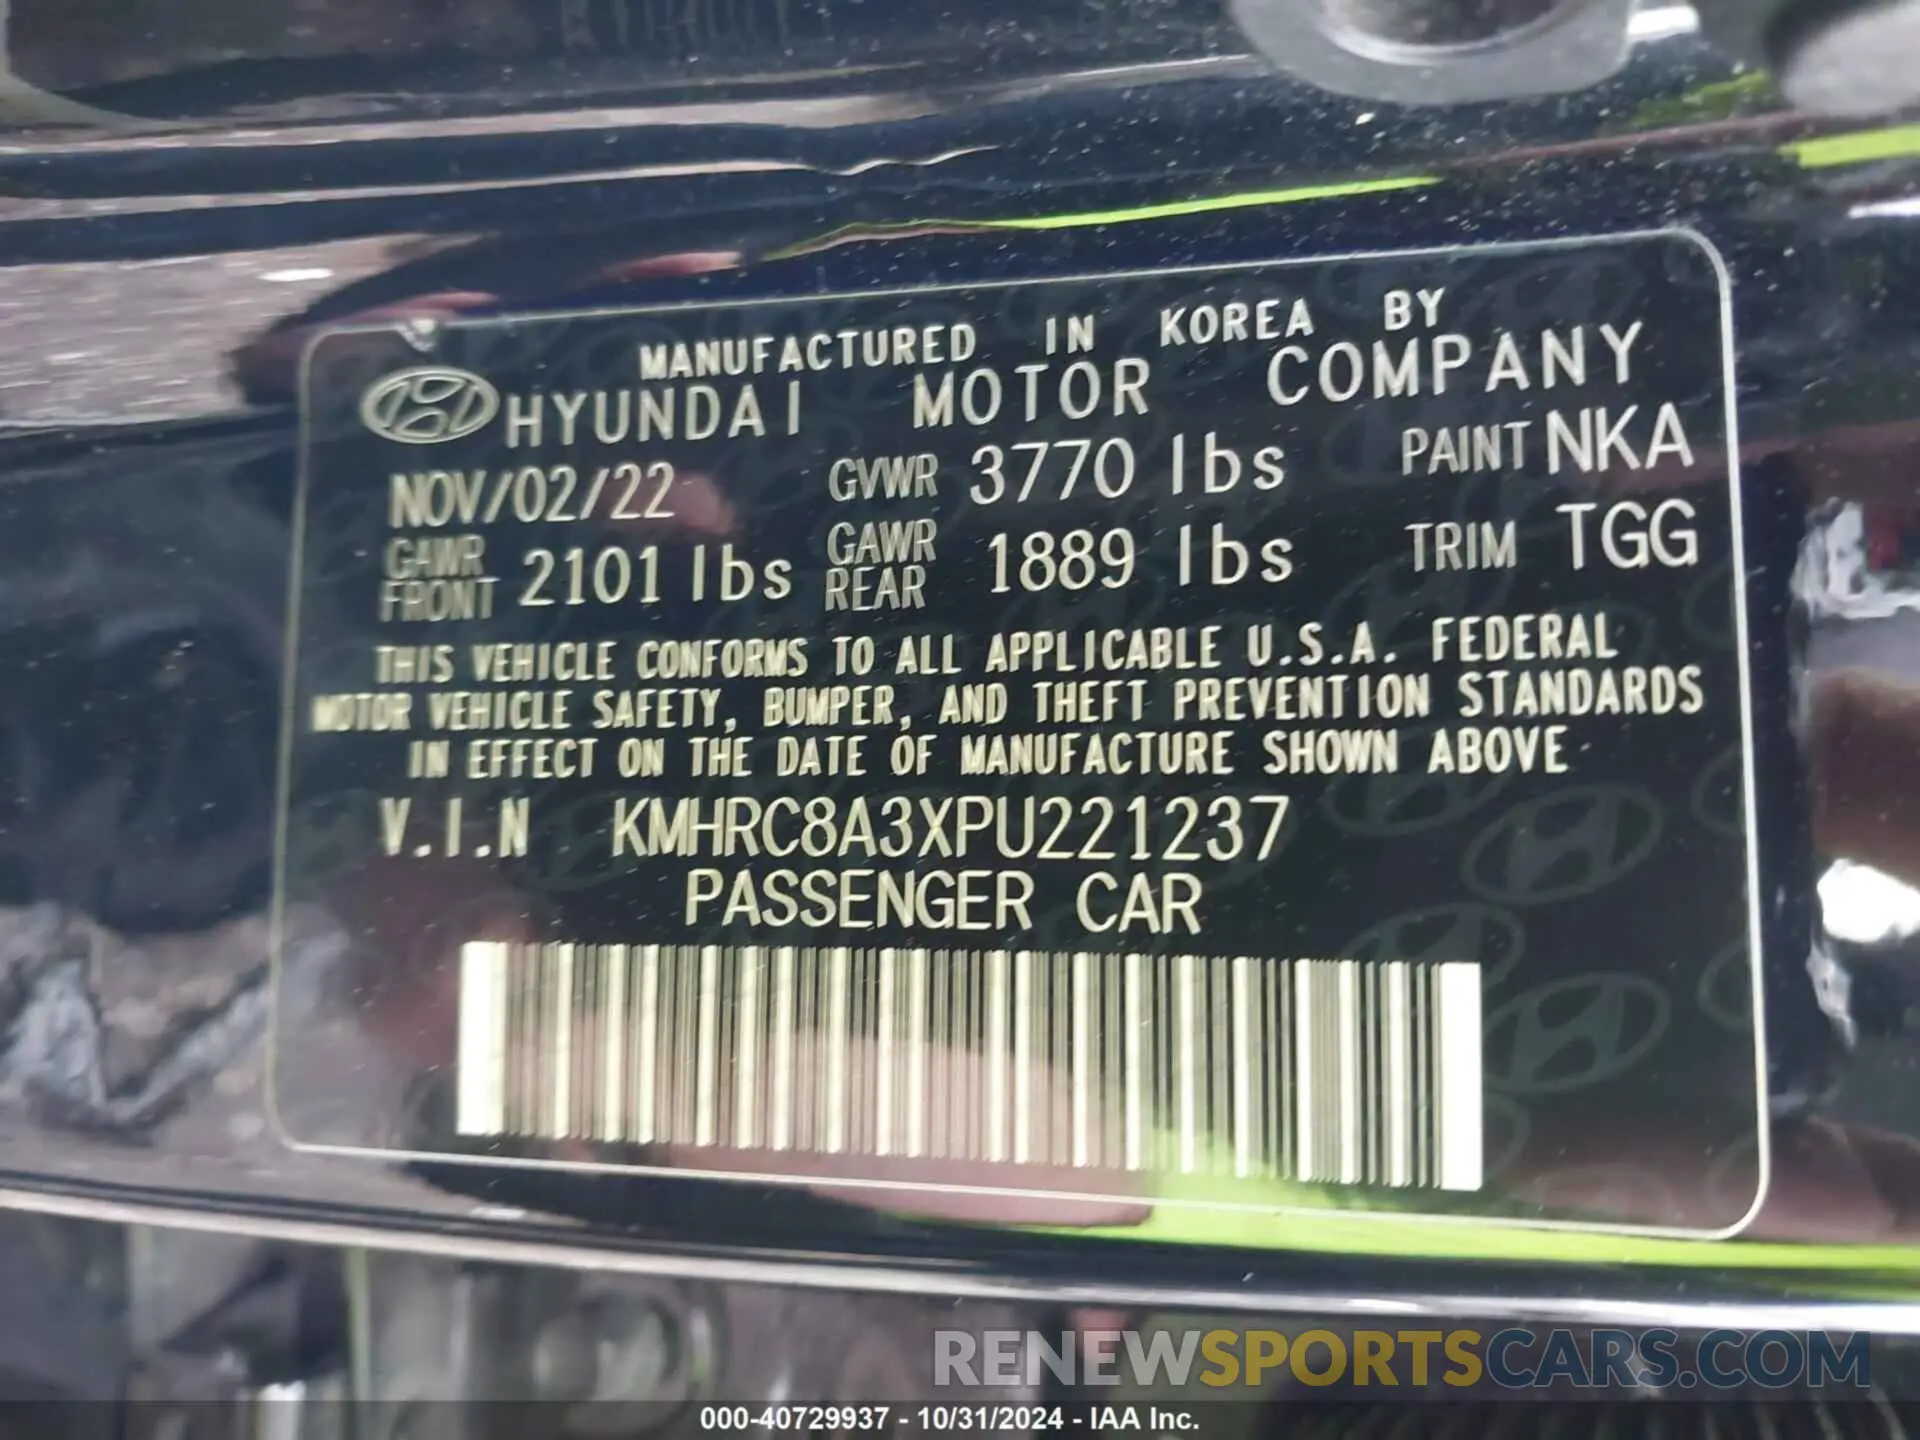 MANUFACTURED IN KOREA BY
HYUNDAI MOTOR COMPANY
NOV/02/22 GVWR 3770 lbs PAINT NKA
GAWR FRONT 2101 lbs GAWR REAR 1889 lbs TRIM TGG
THIS VEHICLE CONFORMS TO ALL APPLICABLE U.S.A. FEDERAL
MOTOR VEHICLE SAFETY, BUMPER, AND THEFT PREVENTION STANDARDS
IN EFFECT ON THE DATE OF MANUFACTURE SHOWN ABOVE
V.I.N KMHRC8A3XPU221237
PASSENGER CAR
RENEWSPORTSCARS.COM
000-40729937 - 10/31/2024 - IAA Inc.